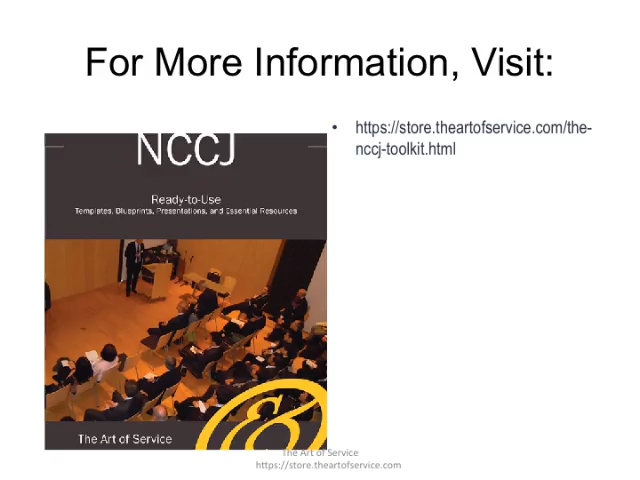 For More Information, Visit:
• https://store.theartofservice.com/the-
nccj-toolkit.html
NCCJ
Ready-to-Use
Templates, Blueprints, Presentations, and Essential Resources
&
The Art of Service
The Art of Service
https://store.theartofservice.com